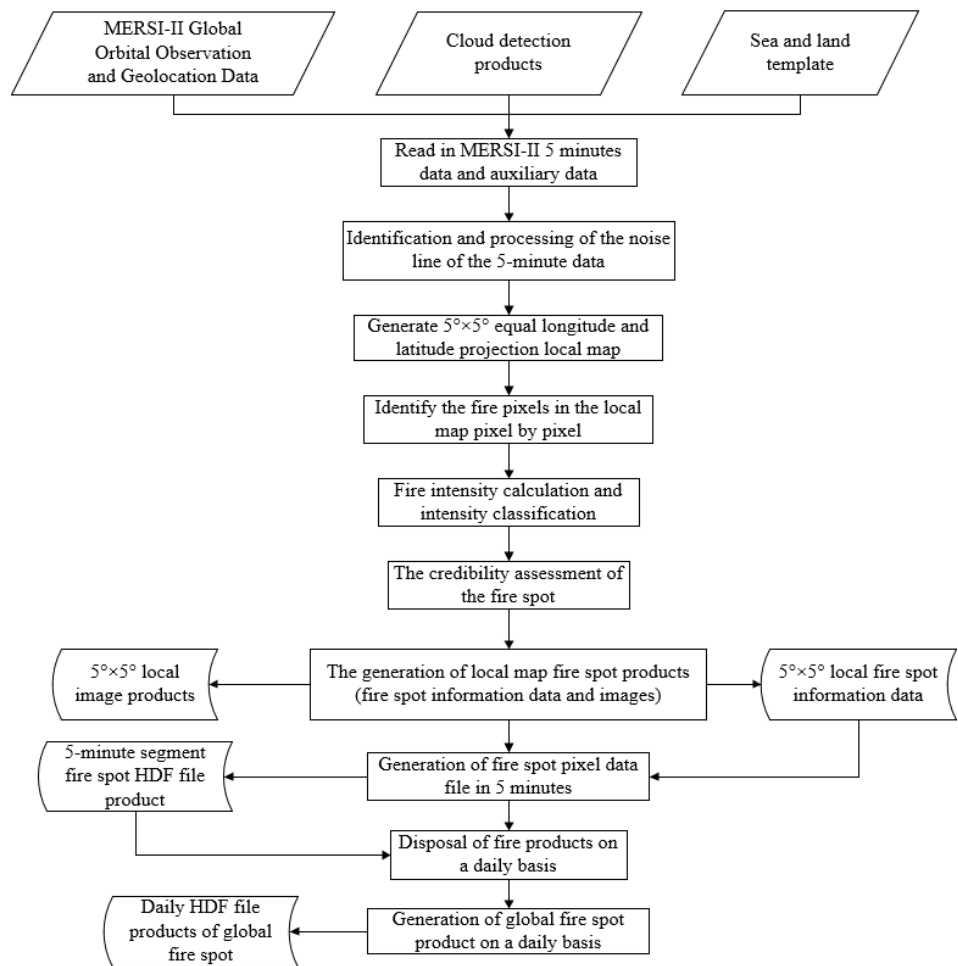 MERSI-II Global
Orbital Observation
and Geolocation Data
Cloud detection
products
Sea and land
template
Read in MERSI-II 5 minutes
data and auxiliary data
Identification and processing of the noise
line of the 5-minute data
Generate 5°×5° equal longitude and
latitude projection local map
Identify the fire pixels in the local
map pixel by pixel
Fire intensity calculation and
intensity classification
The credibility assessment of
the fire spot
5°×5° local
image products
The generation of local map fire spot products
(fire spot information data and images)
5°×5° local fire spot
information data
5-minute segment
fire spot HDF file
product
Generation of fire spot pixel data
file in 5 minutes
Disposal of fire products on
a daily basis
Daily HDF file
products of global
fire spot
Generation of global fire spot
product on a daily basis